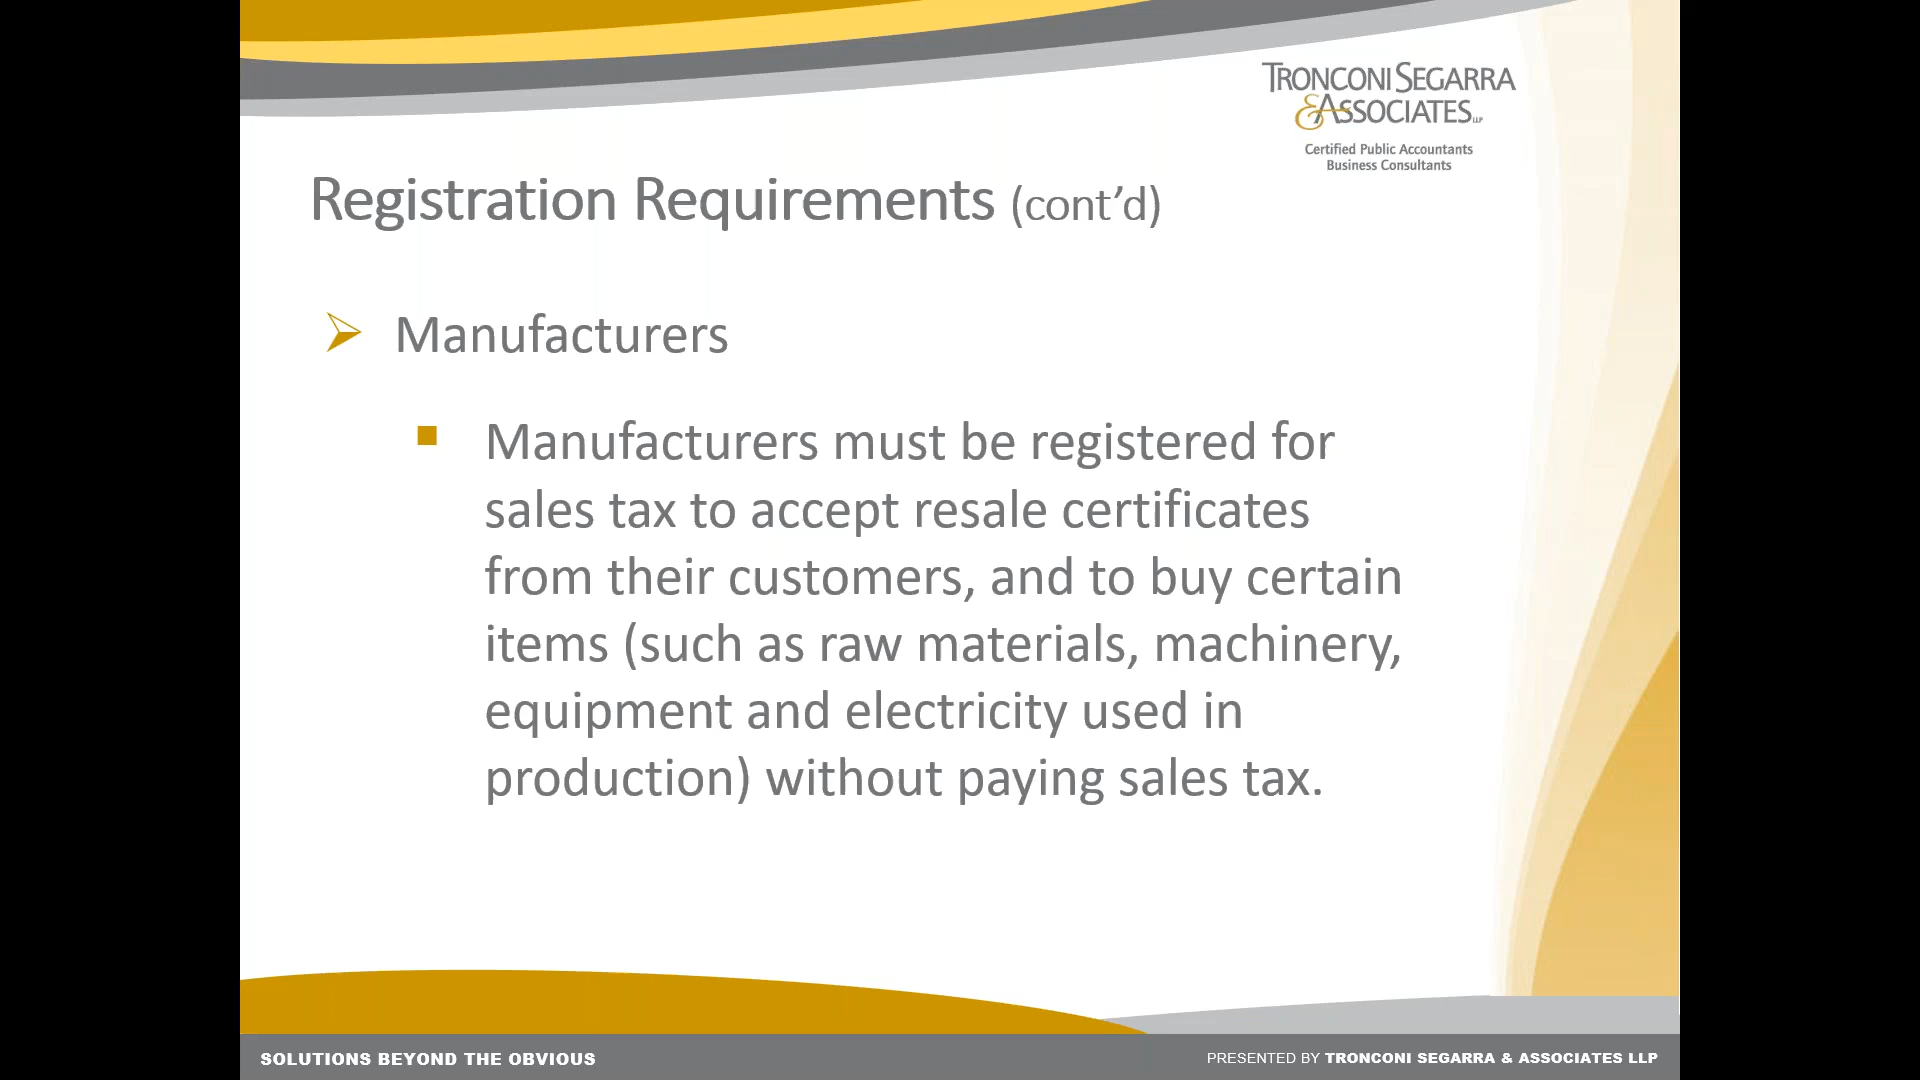 TRONCONI SEGARRA
& ASSOCIATES LLP
Certified Public Accountants
Business Consultants
Registration Requirements (cont’d)
Manufacturers
Manufacturers must be registered for
sales tax to accept resale certificates
from their customers, and to buy certain
items (such as raw materials, machinery,
equipment and electricity used in
production) without paying sales tax.
SOLUTIONS BEYOND THE OBVIOUS
PRESENTED BY TRONCONI SEGARRA & ASSOCIATES LLP